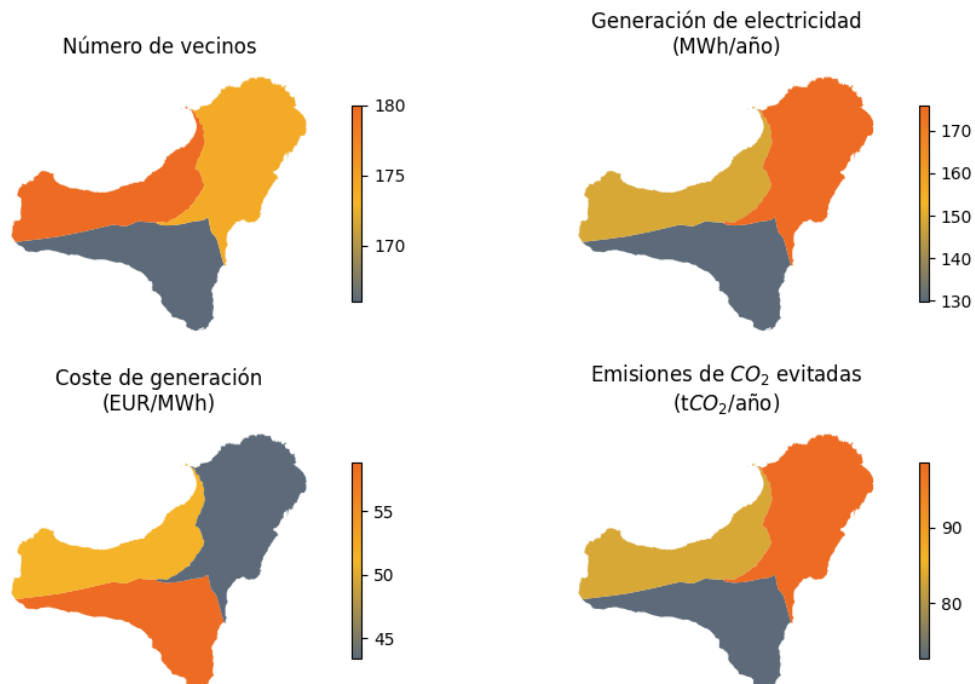 Número de vecinos
180
175
170
Generación de electricidad
(MWh/año)
170
160
150
140
130
Coste de generación
(EUR/MWh)
55
50
45
Emisiones de CO₂ evitadas
(tCO₂/año)
90
80